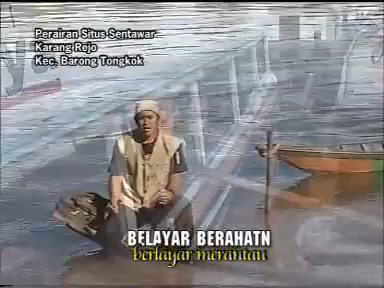 Perairan Situs Sentawar
Karang Rejo
Kec. Barong Tongkok
BELAYAR BERAHATN
berlayar merantau